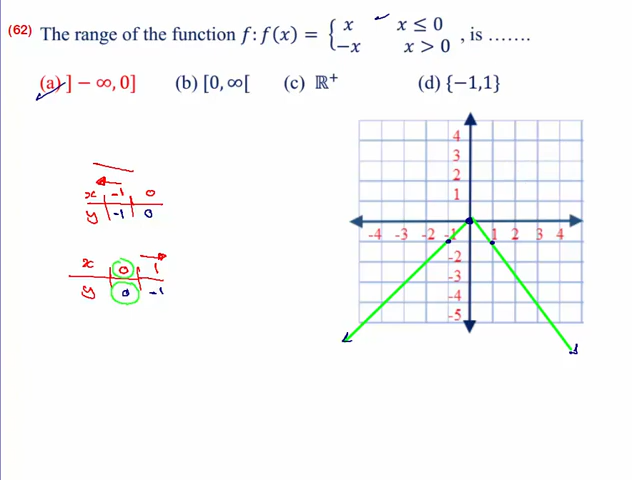 (62) The range of the function f: f(x) = { x x ≤ 0
−x x > 0 , is .......
(a) ]−∞, 0] (b) [0, ∞[ (c) ℝ⁺ (d) {−1,1}
x -1 0
y -1 0
x 0 1
y 0 -1
4
3
2
1
-4 -3 -2 -1 1 2 3 4
-2
-3
-4
-5